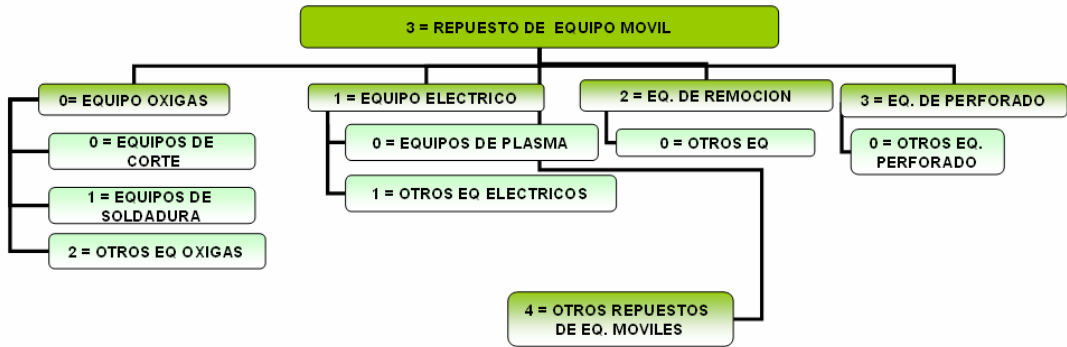 3 = REPUESTO DE EQUIPO MOVIL
0= EQUIPO OXIGAS
0 = EQUIPOS DE
CORTE
1 = EQUIPOS DE
SOLDADURA
2 = OTROS EQ OXIGAS
1 = EQUIPO ELECTRICO
0 = EQUIPOS DE PLASMA
1 = OTROS EQ ELECTRICOS
2 = EQ. DE REMOCION
0 = OTROS EQ
3 = EQ. DE PERFORADO
0 = OTROS EQ.
PERFORADO
4 = OTROS REPUESTOS
DE EQ. MOVILES